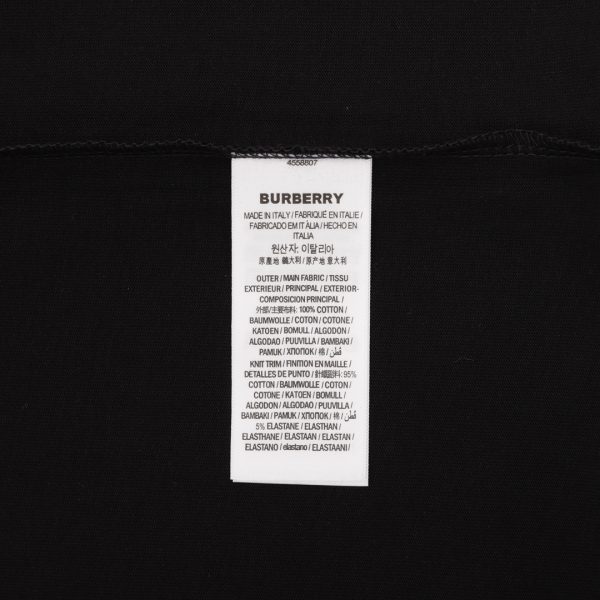 4558807
BURBERRY
MADE IN ITALY / FABRIQUÉ EN ITALIE /
FABRICADO EM ITÁLIA / HECHO EN
ITALIA
원산자: 이탈리아
原產地 義大利 / 原产地 意大利
OUTER / MAIN FABRIC / TISSU
EXTERIEUR / PRINCIPAL / EXTERIOR-
COMPOSICION PRINCIPAL /
外部/主要布料: 100% COTTON /
BAUMWOLLE / COTON / COTONE /
KATOEN / BOMULL / ALGODON /
ALGODAO / PUUVILLA / BAMBAKI /
PAMUK / ХЛОПОК / 棉 / قطن /
KNIT TRIM / FINITION EN MAILLE /
DETALLES DE PUNTO / 針織滾料: 95%
COTTON / BAUMWOLLE / COTON /
COTONE / KATOEN / BOMULL /
ALGODON / ALGODAO / PUUVILLA /
BAMBAKI / PAMUK / ХЛОПОК / 棉 / قطن
5% ELASTANE / ELASTHAN /
ELASTHANE / ELASTAAN / ELASTAN /
ELASTANO / elastano / ELASTAANI /